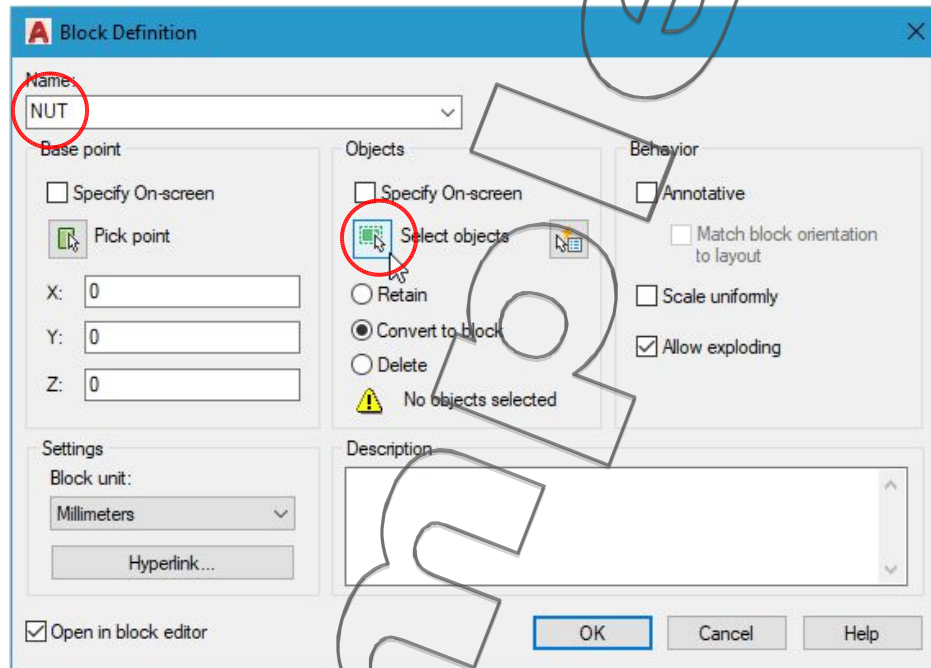 Block Definition
Name:
NUT
Base point
Specify On-screen
Pick point
X: 0
Y: 0
Z: 0
Objects
Specify On-screen
Select objects
Retain
Convert to block
Delete
No objects selected
Behavior
Annotative
Match block orientation
to layout
Scale uniformly
Allow exploding
Settings
Block unit:
Millimeters
Hyperlink...
Description
Open in block editor
OK
Cancel
Help
mple